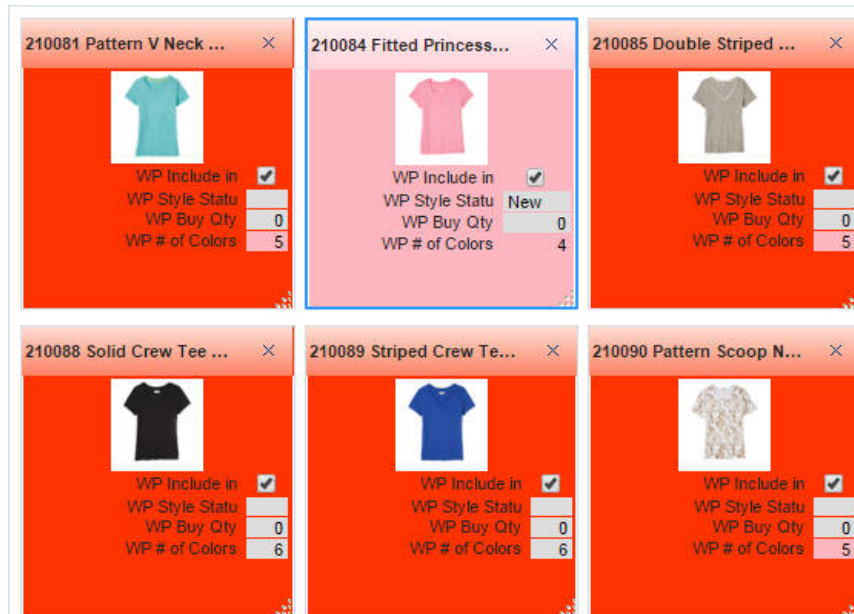 210081 Pattern V Neck ...
WP Include in
WP Style Statu
WP Buy Qty 0
WP # of Colors 5
210084 Fitted Princess...
WP Include in
WP Style Statu New
WP Buy Qty 0
WP # of Colors 4
210085 Double Striped ...
WP Include in
WP Style Statu
WP Buy Qty 0
WP # of Colors 5
210088 Solid Crew Tee ...
WP Include in
WP Style Statu
WP Buy Qty 0
WP # of Colors 6
210089 Striped Crew Te...
WP Include in
WP Style Statu
WP Buy Qty 0
WP # of Colors 6
210090 Pattern Scoop N...
WP Include in
WP Style Statu
WP Buy Qty 0
WP # of Colors 5